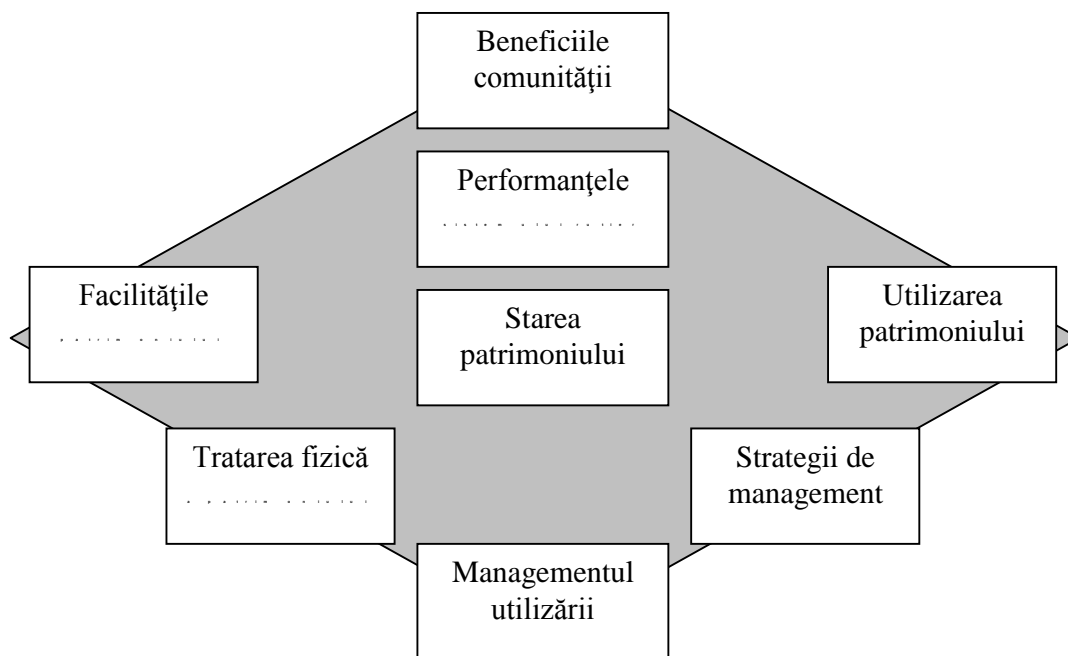 Beneficiile
comunităţii
Performanţele
Facilităţile
Starea
patrimoniului
Utilizarea
patrimoniului
Tratarea fizică
Strategii de
management
Managementul
utilizării